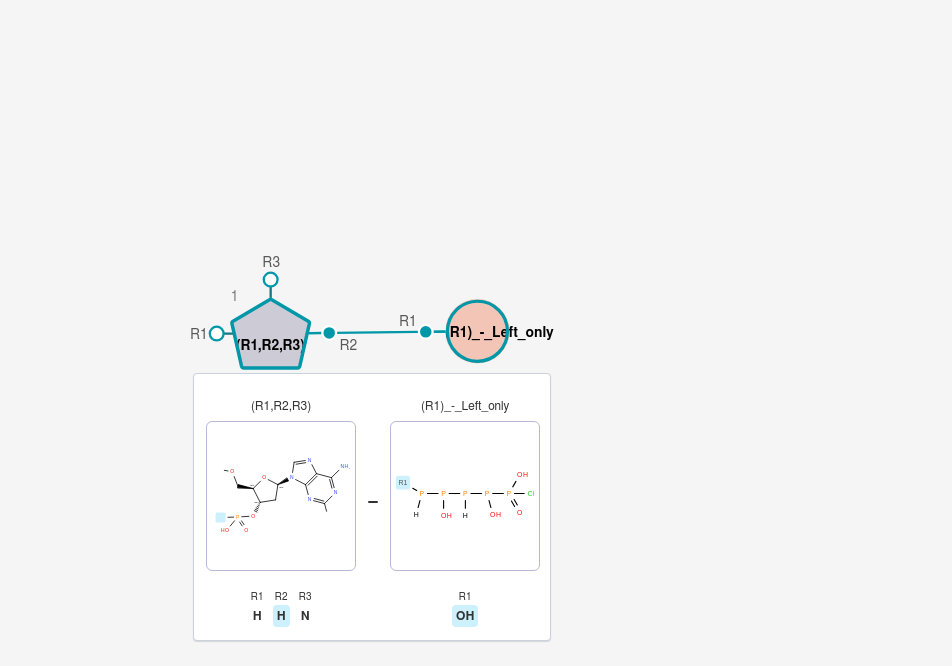 R3
1
R1
R1
(R1,R2,R3)
R1)_-_Left_only
R2
(R1,R2,R3)
(R1)_-_Left_only
N
NH₂
O
O
N
N
N
N
O
P
HO
O
OH
R1
P
P
P
P
P
Cl
H
OH
H
OH
O
–
R1 R2 R3
R1
H H N
OH